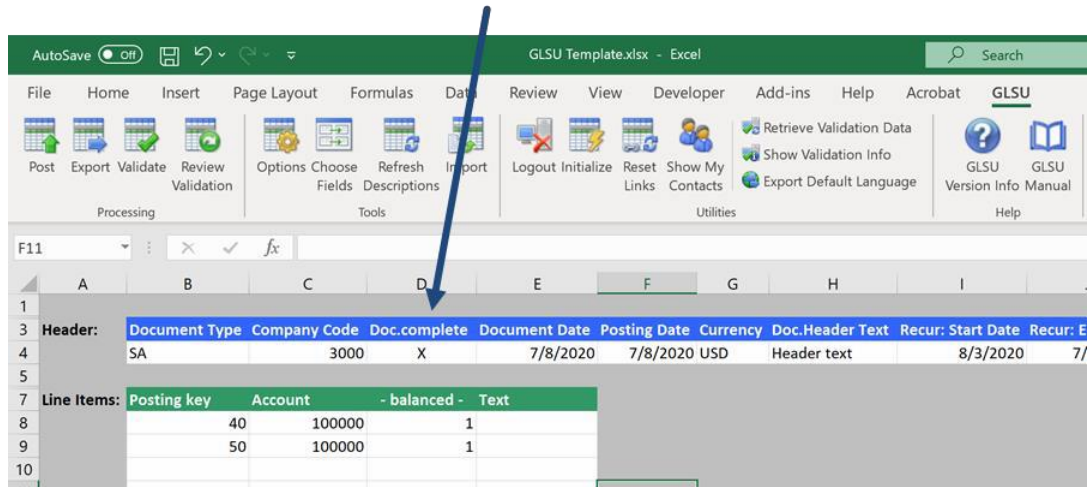 AutoSave Off GLSU Template.xlsx - Excel Search
File Home Insert Page Layout Formulas Data Review View Developer Add-ins Help Acrobat GLSU
Post Export Validate Review Validation Options Choose Fields Refresh Descriptions Import Logout Initialize Reset Links Show My Contacts Retrieve Validation Data GLSU Version Info GLSU Manual
Show Validation Info
Export Default Language
Processing Tools Utilities Help
F11 fx
A B C D E F G H I
1
3 Header: Document Type Company Code Doc.complete Document Date Posting Date Currency Doc.Header Text Recur: Start Date Recur: E
4 SA 3000 X 7/8/2020 7/8/2020 USD Header text 8/3/2020 7/
5
7 Line Items: Posting key Account - balanced - Text
8 40 100000 1
9 50 100000 1
10